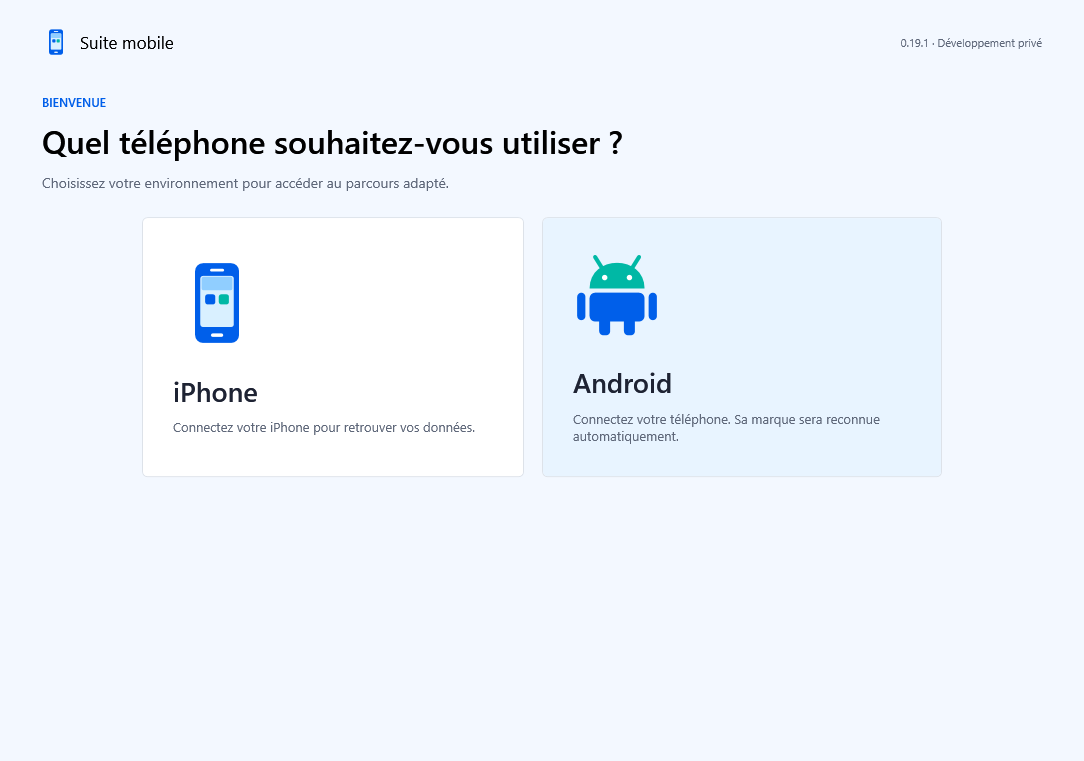 Suite mobile
0.19.1 · Développement privé
BIENVENUE
Quel téléphone souhaitez-vous utiliser ?
Choisissez votre environnement pour accéder au parcours adapté.
iPhone
Connectez votre iPhone pour retrouver vos données.
Android
Connectez votre téléphone. Sa marque sera reconnue
automatiquement.